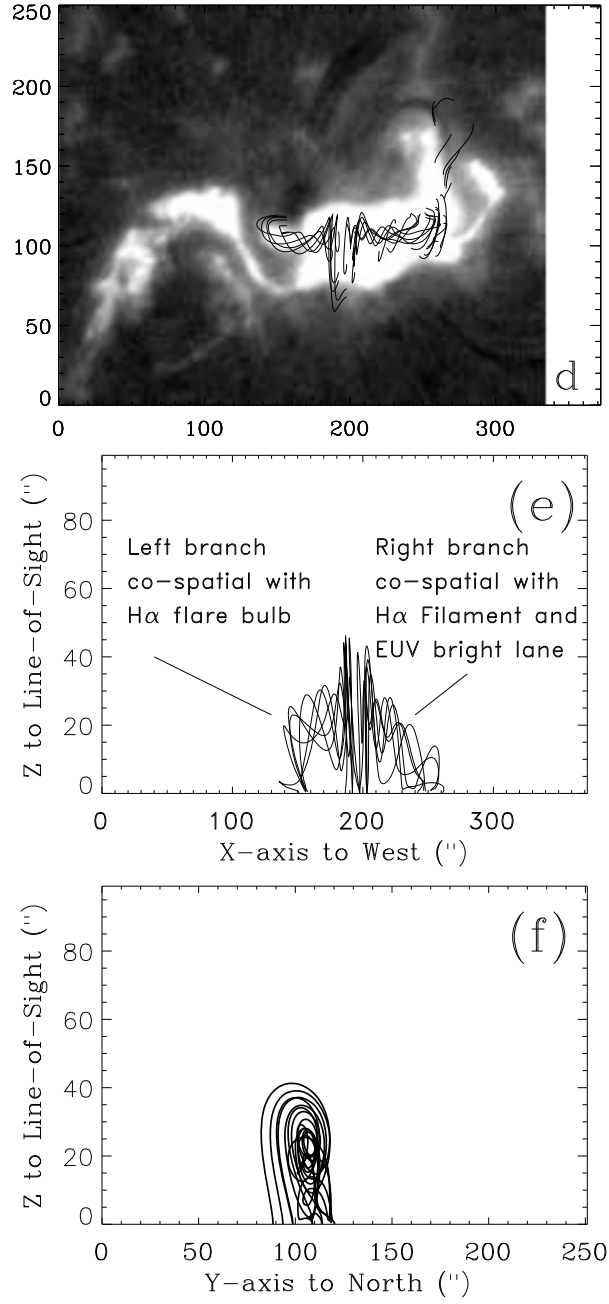 250
200
150
100
50
0
d
0
100
200
300
(e)
Z to Line-of-Sight ('')
80
60
40
20
0
Left branch
co-spatial with
Hα flare bulb
Right branch
co-spatial with
Hα Filament and
EUV bright lane
0
100
200
300
X-axis to West ('')
(f)
Z to Line-of-Sight ('')
80
60
40
20
0
0
50
100
150
200
250
Y-axis to North ('')